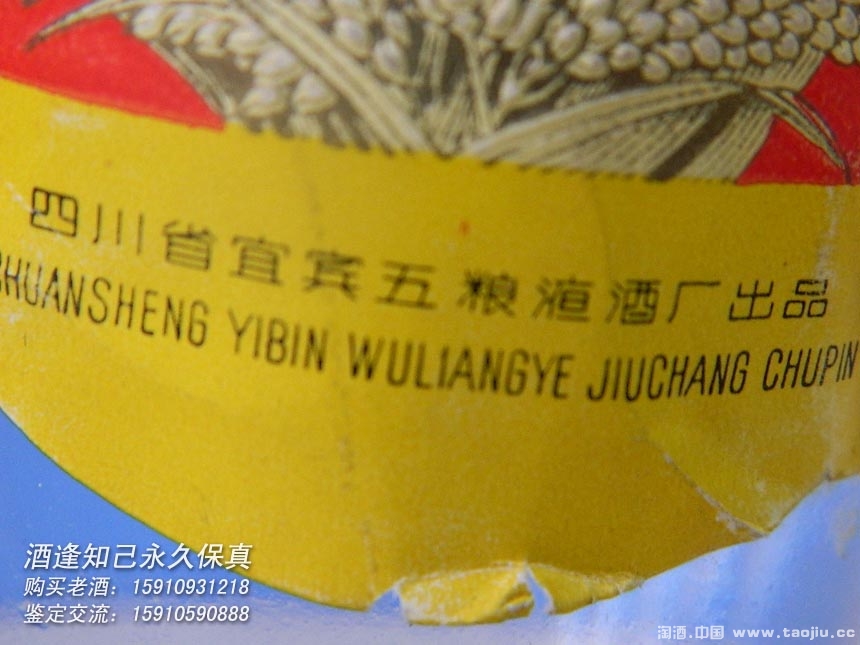 四川省宜宾五粮液酒厂出品
CHUANSHENG YIBIN WULIANGYE JIUCHANG CHUPIN
酒逢知己永久保真
购买老酒：15910931218
鉴定交流：15910590888
淘酒.中国 www.taojiu.cc